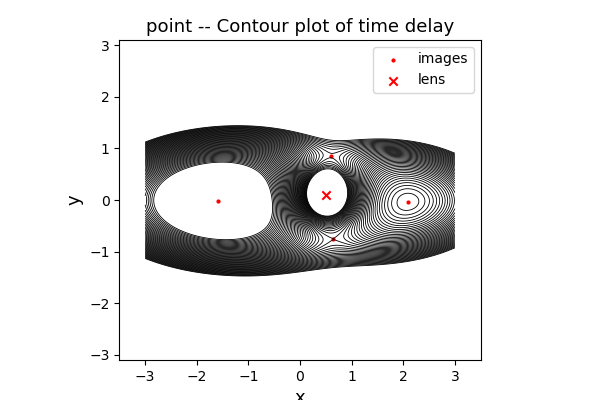 point -- Contour plot of time delay
images
lens
y
3
2
1
0
−1
−2
−3
−3 −2 −1 0 1 2 3
x